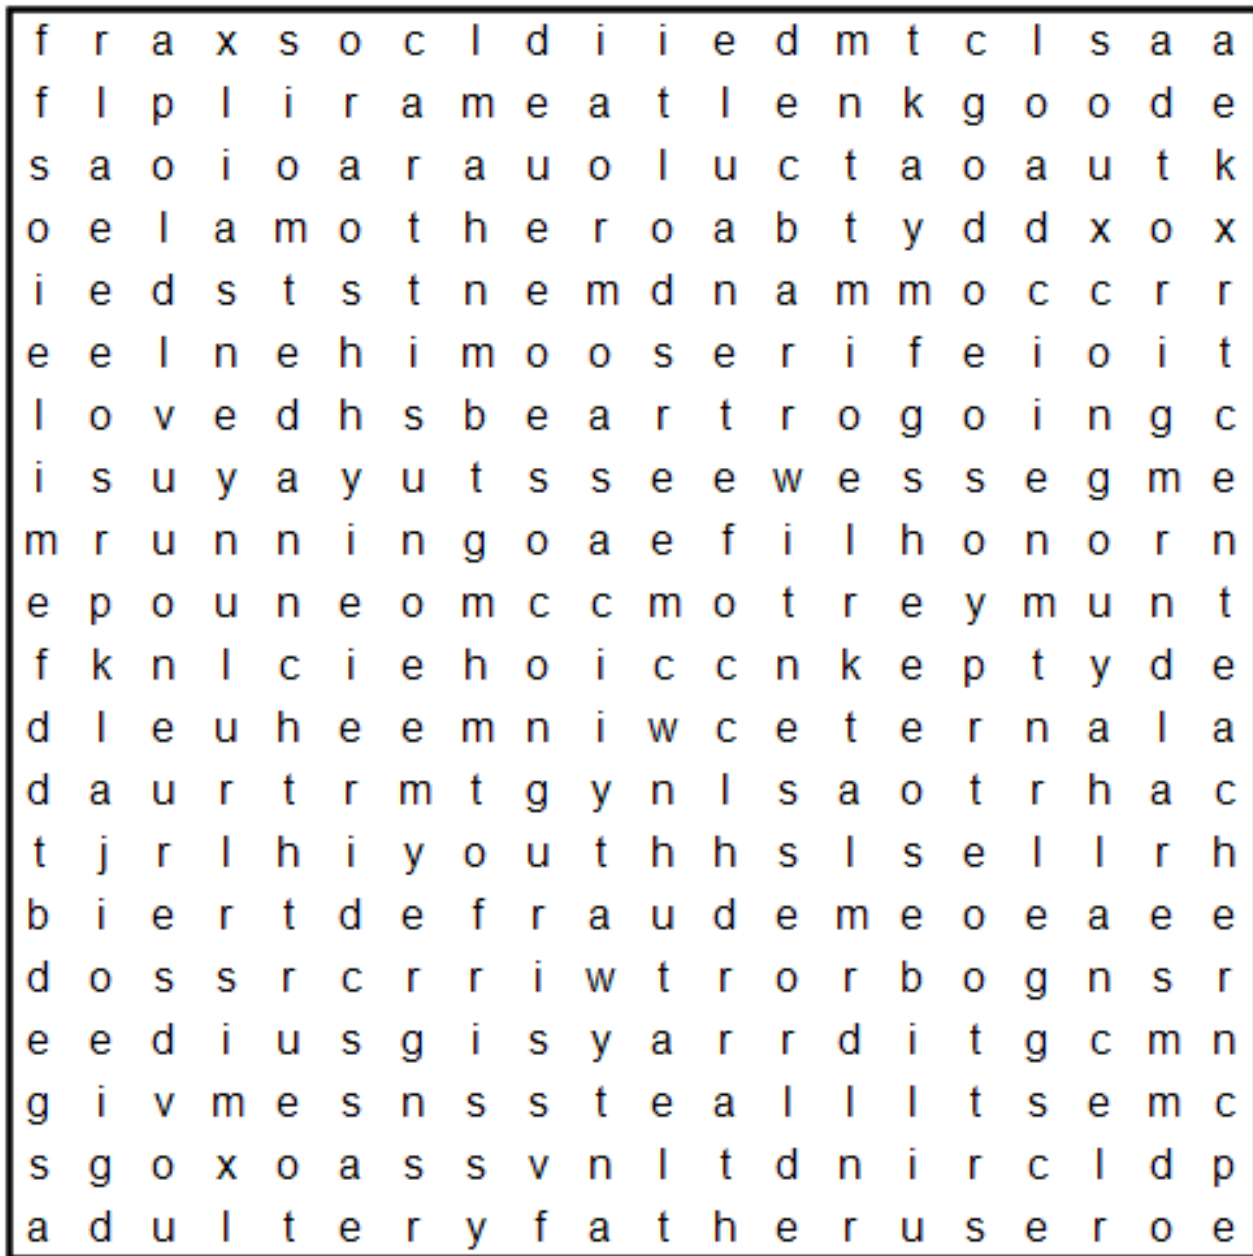 f r a x s o c l d i i e d m t c l s a a
f l p l i r a m e a t l e n k g o o d e
s a o i o a r a u o l u c t a o a u t k
o e l a m o t h e r o a b t y d d x o x
i e d s t s t n e m d n a m m o c c r r
e e l n e h i m o o s e r i f e i o i t
l o v e d h s b e a r t r o g o i n g c
i s u y a y u t s s e e w e s s e g m e
m r u n n i n g o a e f i l h o n o r n
e p o u n e o m c c m o t r e y m u n t
f k n l c i e h o i c c n k e p t y d e
d l e u h e e m n i w c e t e r n a l a
d a u r t r m t g y n l s a o t r h a c
t j r l h i y o u t h h s l s e l l r h
b i e r t d e f r a u d e m e o e a e e
d o s s r c r r i w t r o r b o g n s r
e e d i u s g i s y a r r d i t g c m n
g i v m e s n s s t e a l l l t s e m c
s g o x o a s s v n l t d n i r c l d p
a d u l t e r y f a t h e r u s e r o e